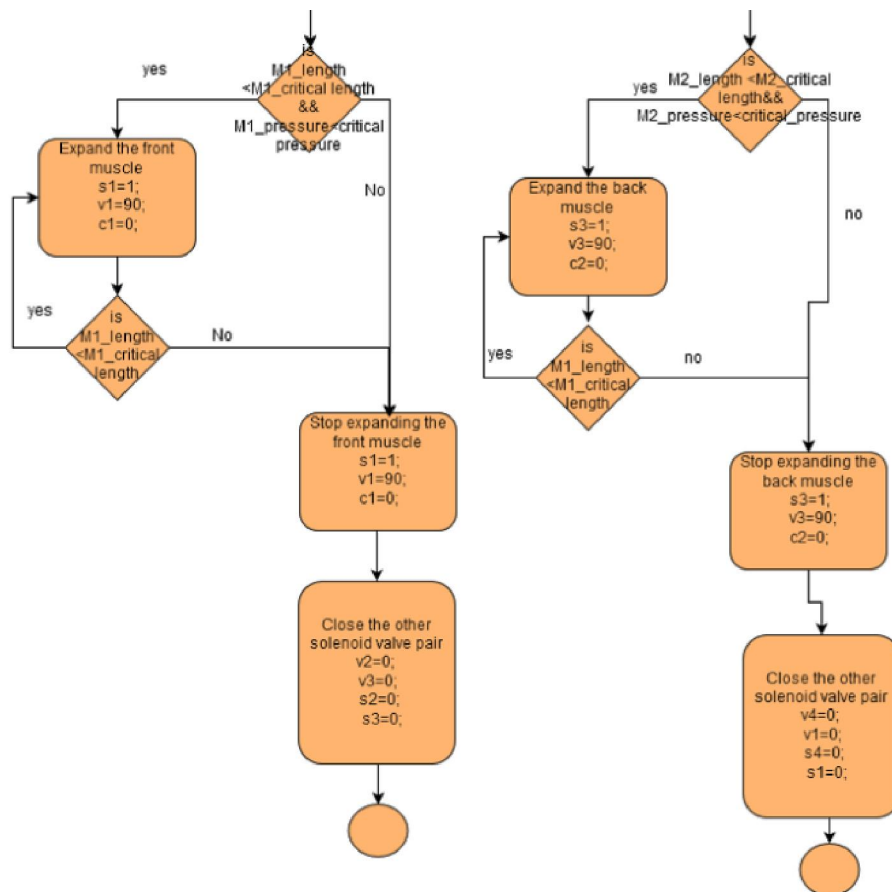 is
M1_length
<M1_critical length
&&
M1_pressure<critical
pressure
yes
No
Expand the front
muscle
s1=1;
v1=90;
c1=0;
is
M1_length
<M1_critical
length
yes
No
Stop expanding the
front muscle
s1=1;
v1=90;
c1=0;
Close the other
solenoid valve pair
v2=0;
v3=0;
s2=0;
s3=0;
is
M2_length <M2_critical
length&&
M2_pressure<critical_pressure
yes
no
Expand the back
muscle
s3=1;
v3=90;
c2=0;
is
M1_length
<M1_critical
length
yes
no
Stop expanding the
back muscle
s3=1;
v3=90;
c2=0;
Close the other
solenoid valve pair
v4=0;
v1=0;
s4=0;
s1=0;